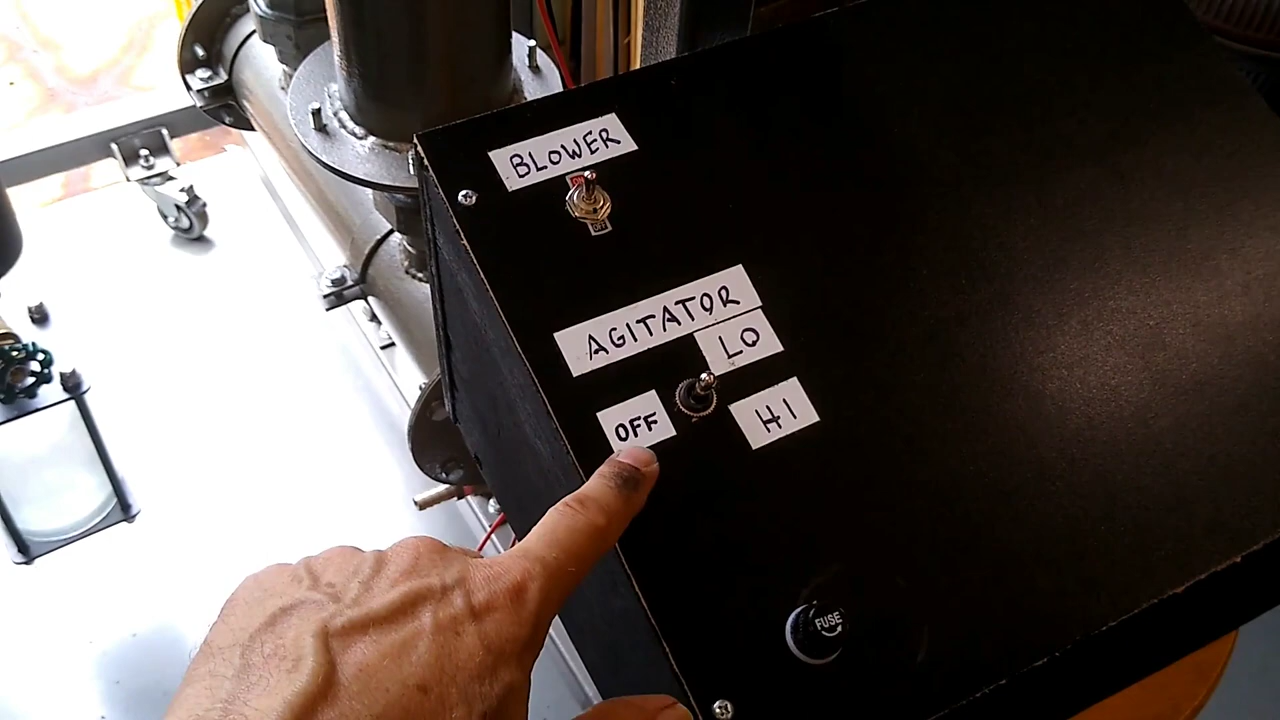 BLOWER
ON
OFF
AGITATOR
LO
OFF
HI
FUSE